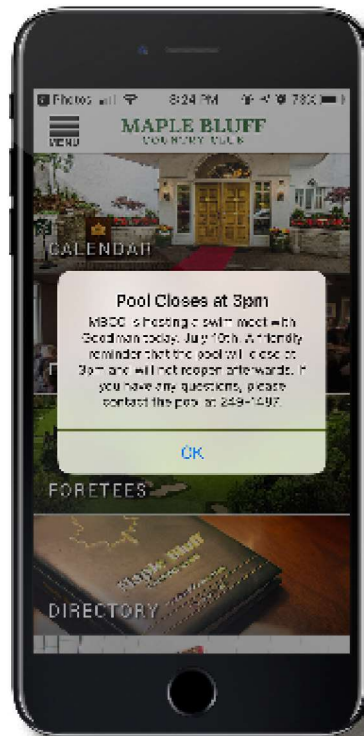 Photos
8:24 PM
MENU
MAPLE BLUFF
COUNTRY CLUB
CALENDAR
Pool Closes at 3pm
MBCC is hosting a swim meet with
Goodman today, July 10th. A friendly
reminder that the pool will close at
3pm and will not reopen afterwards. If
you have any questions, please
contact the pool at
OK
FORETEES
Maple Bluff
DIRECTORY